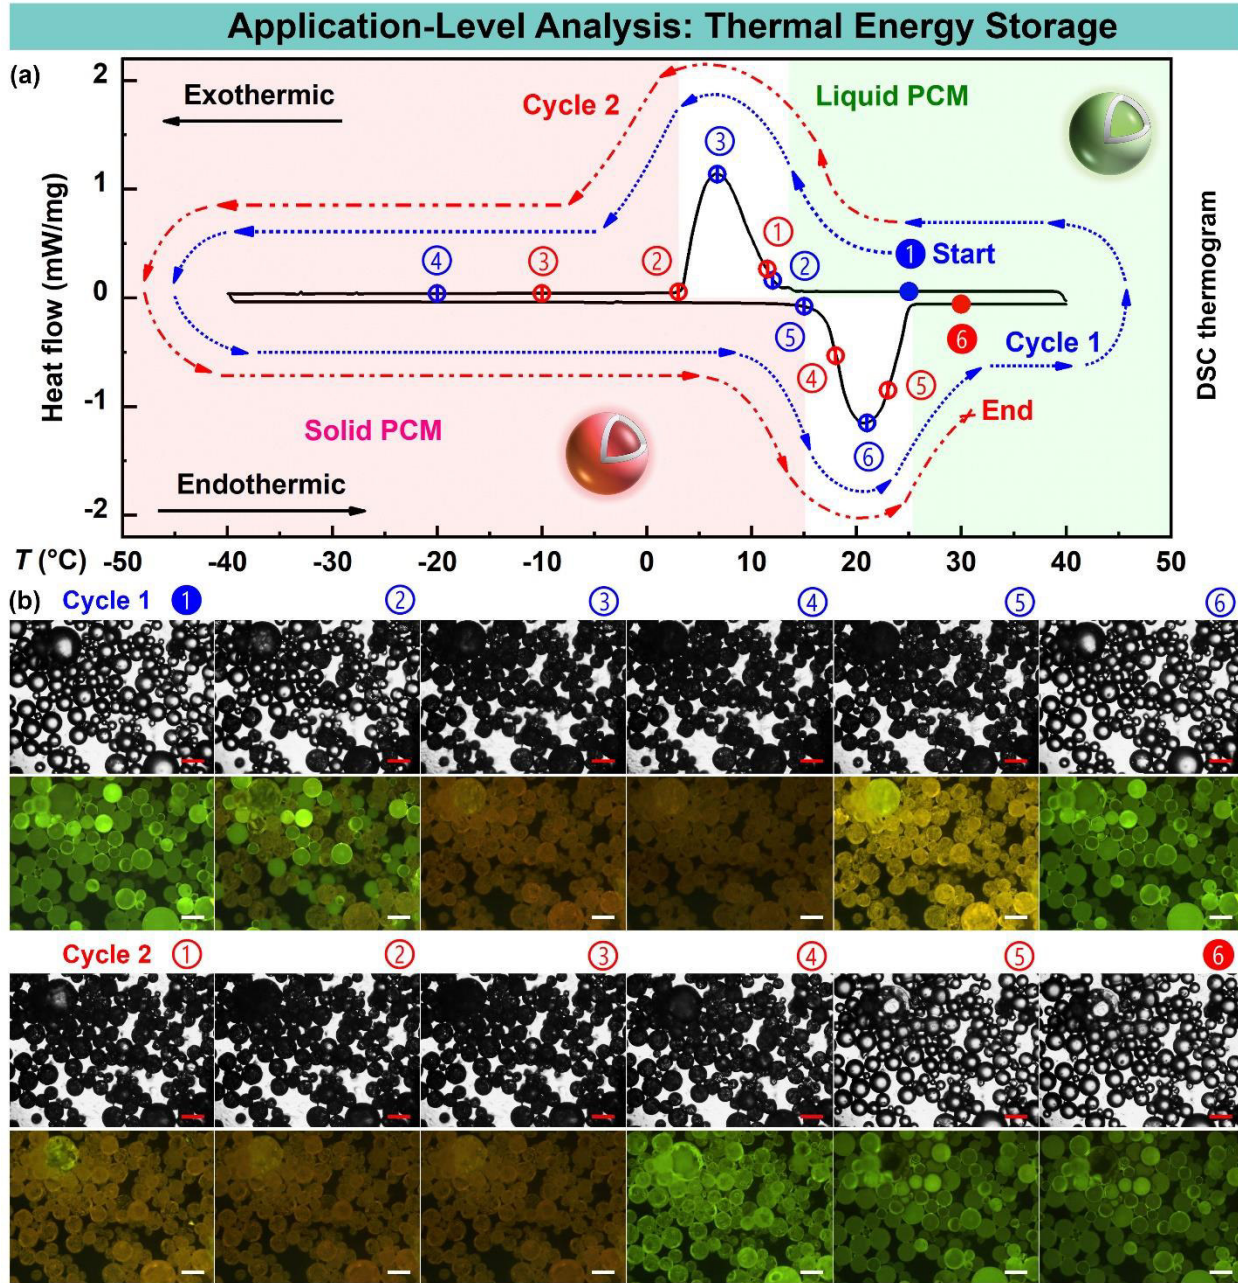 Application-Level Analysis: Thermal Energy Storage
(a)
Heat flow (mW/mg)
2
1
0
-1
-2
Exothermic
Cycle 2
Liquid PCM
③
①
④
③
②
②
① Start
⑤
④
⑤
⑥
Cycle 1
⑥
End
Solid PCM
Endothermic
DSC thermogram
T (°C) -50 -40 -30 -20 -10 0 10 20 30 40 50
(b) Cycle 1 ① ② ③ ④ ⑤ ⑥
Cycle 2 ① ② ③ ④ ⑤ ⑥